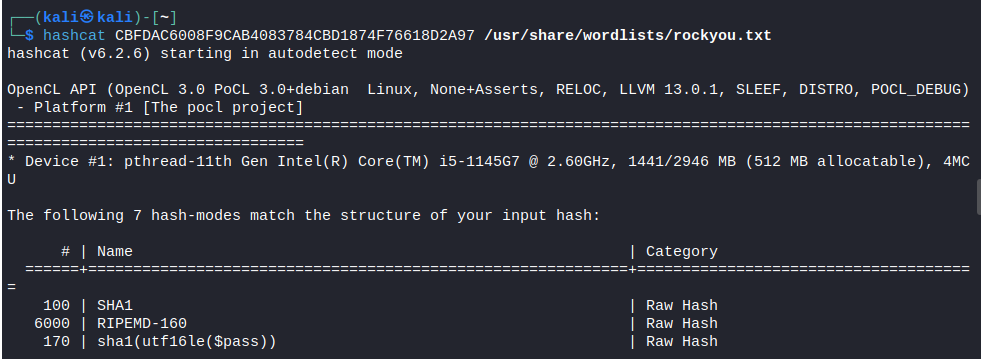 ┌──(kali㉿kali)-[~]
└─$ hashcat CBFDAC6008F9CAB4083784CBD1874F76618D2A97 /usr/share/wordlists/rockyou.txt
hashcat (v6.2.6) starting in autodetect mode
OpenCL API (OpenCL 3.0 PoCL 3.0+debian  Linux, None+Asserts, RELOC, LLVM 13.0.1, SLEEF, DISTRO, POCL_DEBUG)
 - Platform #1 [The pocl project]
===========================================================================================================
=================================
* Device #1: pthread-11th Gen Intel(R) Core(TM) i5-1145G7 @ 2.60GHz, 1441/2946 MB (512 MB allocatable), 4MC
U
The following 7 hash-modes match the structure of your input hash:
      # | Name                                                       | Category
  ======+============================================================+=====================================
=
    100 | SHA1                                                       | Raw Hash
   6000 | RIPEMD-160                                                 | Raw Hash
    170 | sha1(utf16le($pass))                                       | Raw Hash